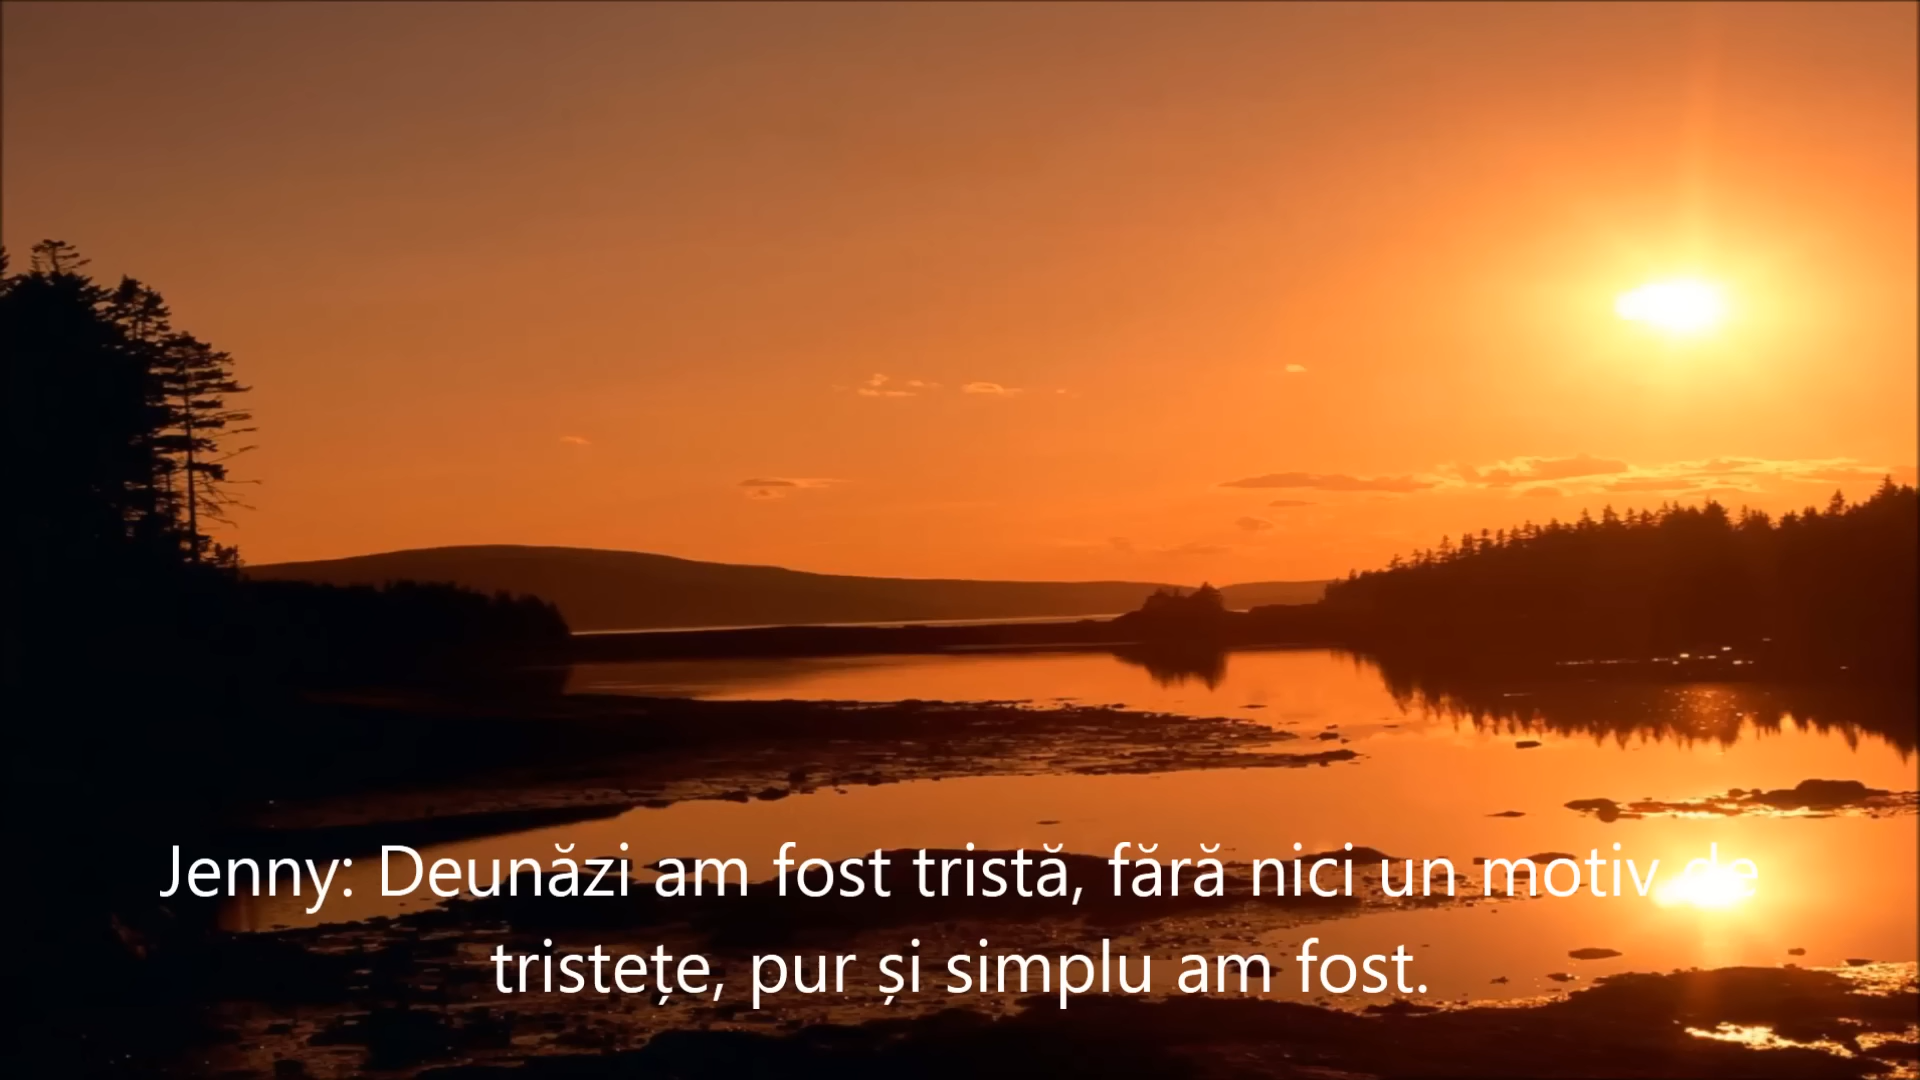 Jenny: Deunăzi am fost tristă, fără nici un motiv de
tristețe, pur și simplu am fost.